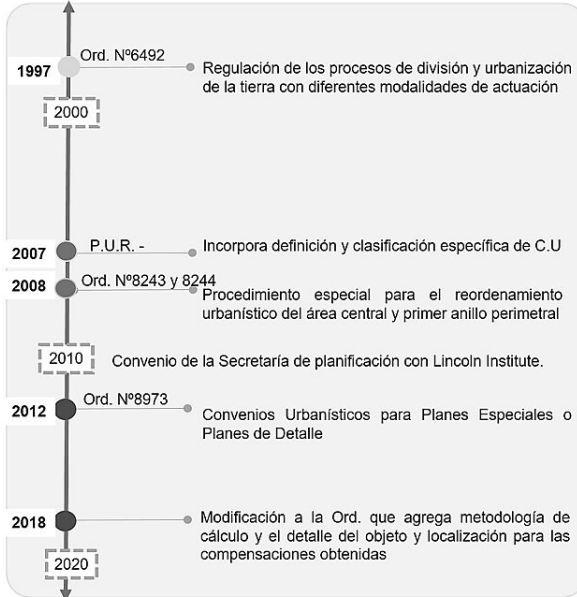 Ord. Nº6492
1997
Regulación de los procesos de división y urbanización
de la tierra con diferentes modalidades de actuación
2000
P.U.R. -
2007
Incorpora definición y clasificación específica de C.U
2008
Ord. Nº8243 y 8244
Procedimiento especial para el reordenamiento
urbanístico del área central y primer anillo perimetral
2010
Convenio de la Secretaría de planificación con Lincoln Institute.
Ord. Nº8973
2012
Convenios Urbanísticos para Planes Especiales o
Planes de Detalle
2018
Modificación a la Ord. que agrega metodología de
cálculo y el detalle del objeto y localización para las
compensaciones obtenidas
2020